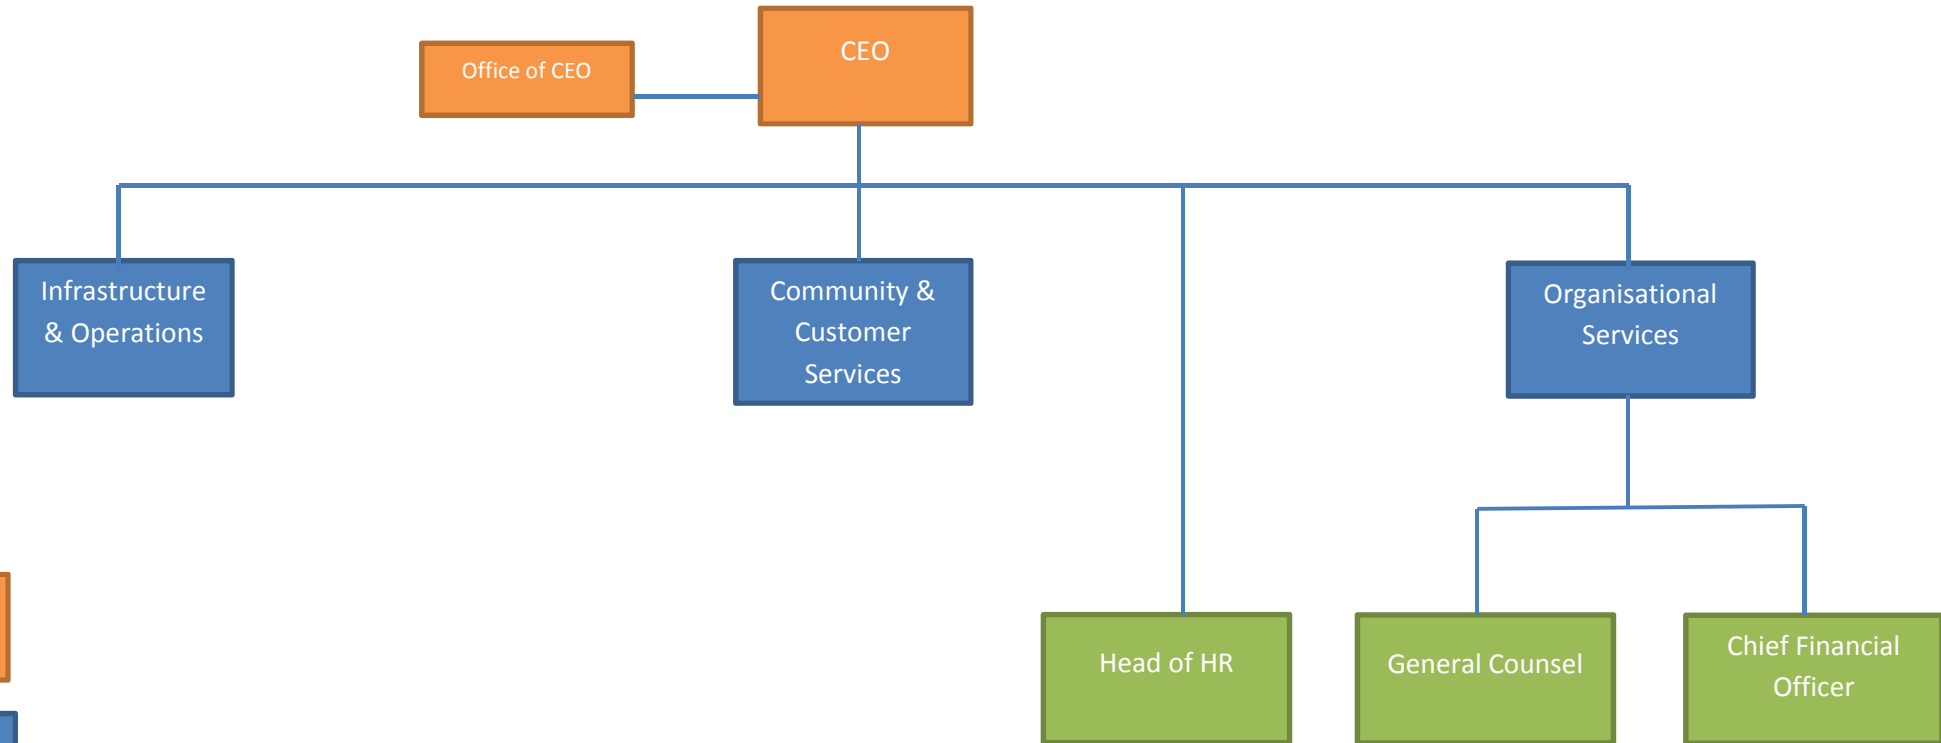 CEO
Office of CEO
Infrastructure
& Operations
Community &
Customer
Services
Organisational
Services
Head of HR
General Counsel
Chief Financial
Officer